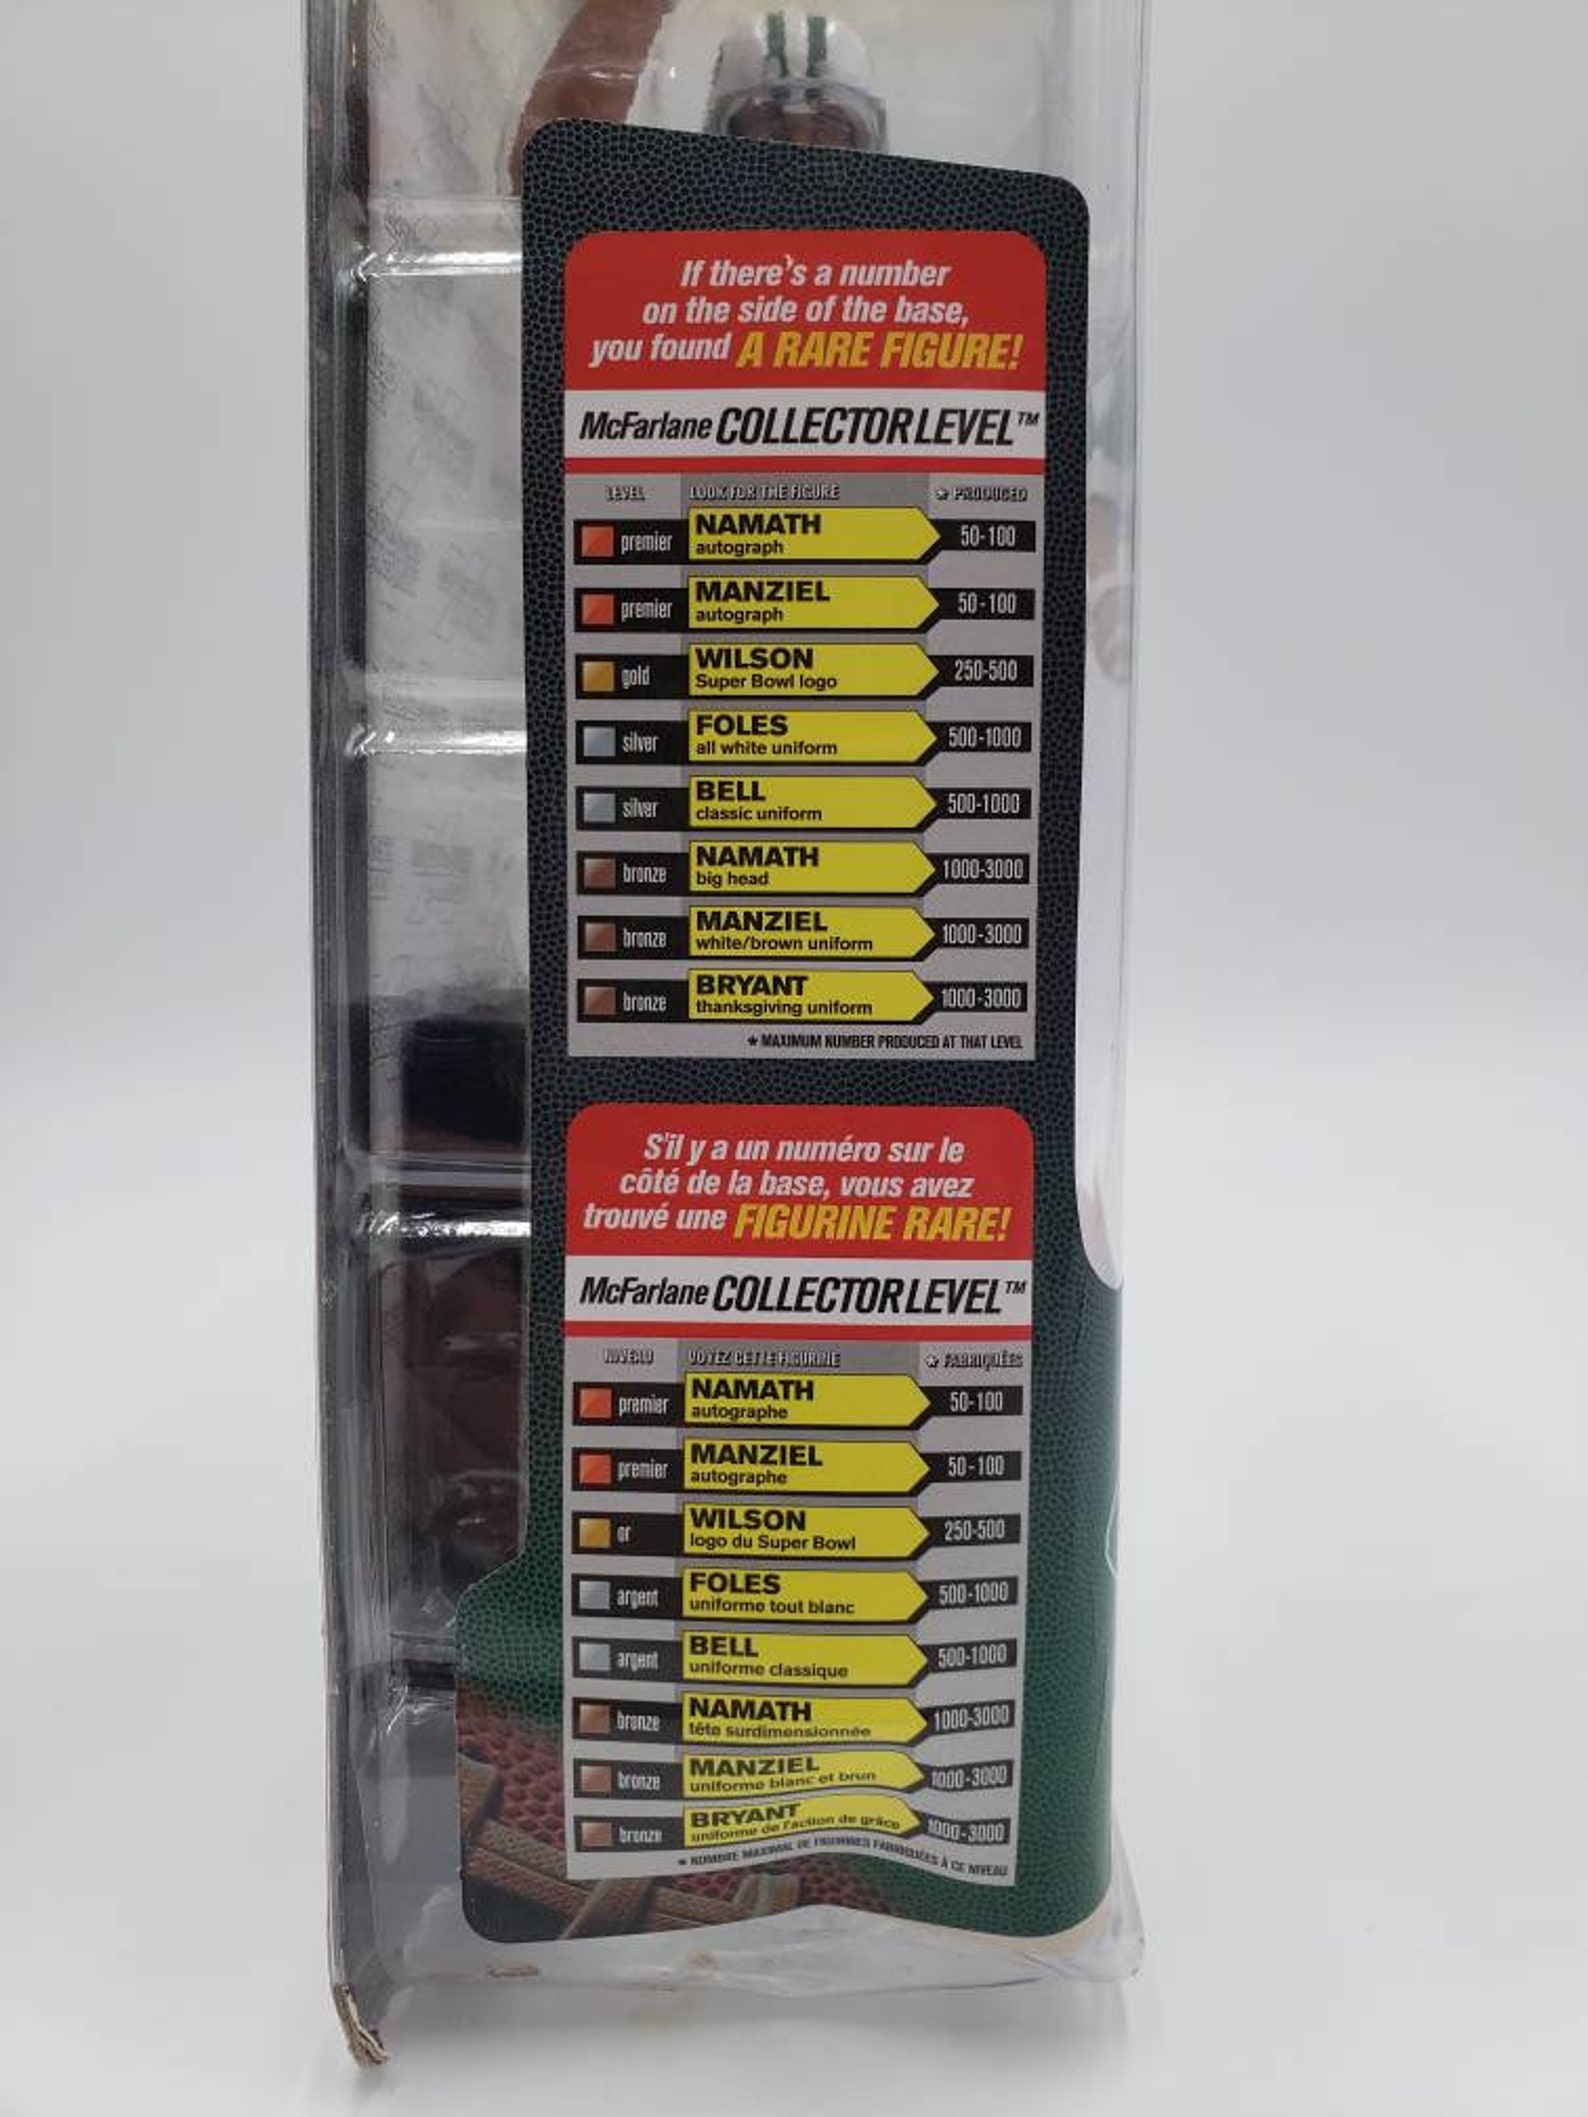 If there's a number
on the side of the base,
you found A RARE FIGURE!
McFarlane COLLECTOR LEVEL™
LEVEL LOOK FOR THE FIGURE ★ PRODUCED
premier NAMATH autograph 50-100
premier MANZIEL autograph 50-100
gold WILSON Super Bowl logo 250-500
silver FOLES all white uniform 500-1000
silver BELL classic uniform 500-1000
bronze NAMATH big head 1000-3000
bronze MANZIEL white/brown uniform 1000-3000
bronze BRYANT thanksgiving uniform 1000-3000
★ MAXIMUM NUMBER PRODUCED AT THAT LEVEL
S'il y a un numéro sur le
côté de la base, vous avez
trouvé une FIGURINE RARE!
McFarlane COLLECTOR LEVEL™
NIVEAU VOYEZ CETTE FIGURINE ★ FABRIQUÉES
premier NAMATH autographe 50-100
premier MANZIEL autographe 50-100
or WILSON logo du Super Bowl 250-500
argent FOLES uniforme tout blanc 500-1000
argent BELL uniforme classique 500-1000
bronze NAMATH tête surdimensionnée 1000-3000
bronze MANZIEL uniforme blanc et brun 1000-3000
bronze BRYANT uniforme de l'action de grâce 1000-3000
★ NOMBRE MAXIMAL DE FIGURINES FABRIQUÉES À CE NIVEAU